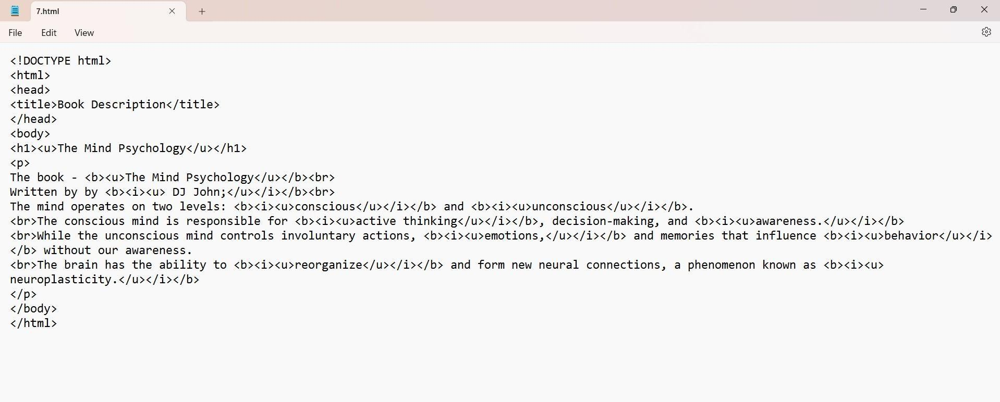 7.html
File Edit View
<!DOCTYPE html>
<html>
<head>
<title>Book Description</title>
</head>
<body>
<h1><u>The Mind Psychology</u></h1>
<p>
The book - <b><u>The Mind Psychology</u></b><br>
Written by by <b><i><u> DJ John;</u></i></b><br>
The mind operates on two levels: <b><i><u>conscious</u></i></b> and <b><i><u>unconscious</u></i></b>.
<br>The conscious mind is responsible for <b><i><u>active thinking</u></i></b>, decision-making, and <b><i><u>awareness.</u></i></b>
<br>While the unconscious mind controls involuntary actions, <b><i><u>emotions,</u></i></b> and memories that influence <b><i><u>behavior</u></i>
</b> without our awareness.
<br>The brain has the ability to <b><i><u>reorganize</u></i></b> and form new neural connections, a phenomenon known as <b><i><u>
neuroplasticity.</u></i></b>
</p>
</body>
</html>